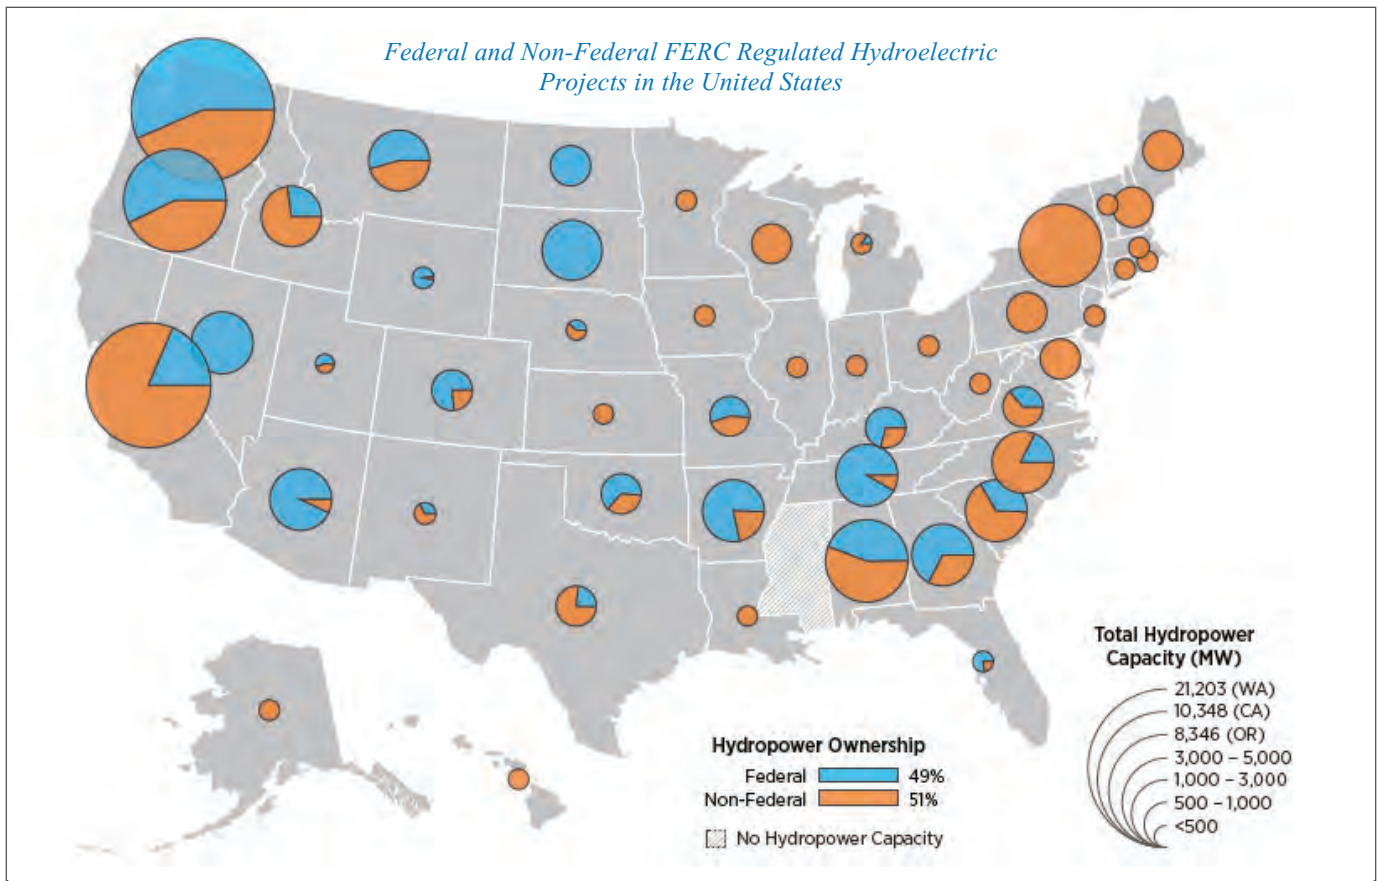 Federal and Non-Federal FERC Regulated Hydroelectric
Projects in the United States
Hydropower Ownership
Federal 49%
Non-Federal 51%
No Hydropower Capacity
Total Hydropower
Capacity (MW)
21,203 (WA)
10,348 (CA)
8,346 (OR)
3,000 – 5,000
1,000 – 3,000
500 – 1,000
<500